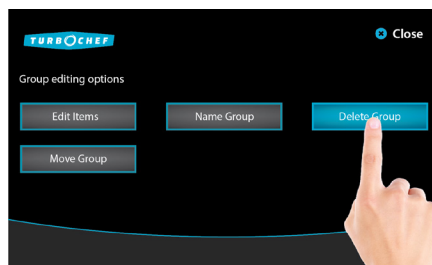 TURBOCHEF
Close
Group editing options
Edit Items
Name Group
Delete Group
Move Group